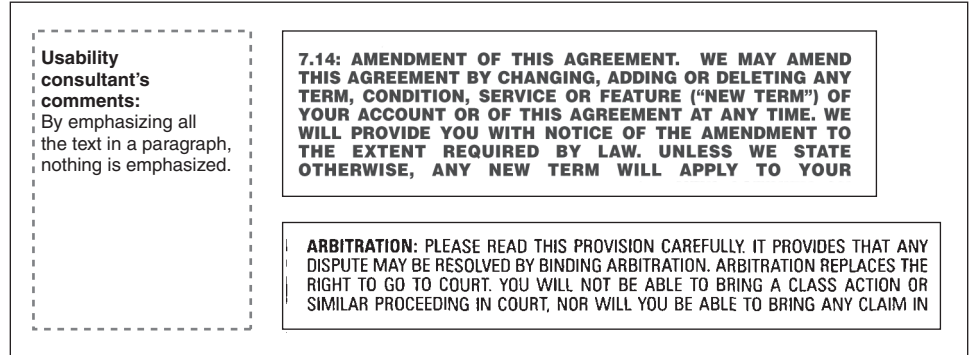 Usability
consultant's
comments:
By emphasizing all
the text in a paragraph,
nothing is emphasized.
7.14: AMENDMENT OF THIS AGREEMENT. WE MAY AMEND
THIS AGREEMENT BY CHANGING, ADDING OR DELETING ANY
TERM, CONDITION, SERVICE OR FEATURE (“NEW TERM”) OF
YOUR ACCOUNT OR OF THIS AGREEMENT AT ANY TIME. WE
WILL PROVIDE YOU WITH NOTICE OF THE AMENDMENT TO
THE EXTENT REQUIRED BY LAW. UNLESS WE STATE
OTHERWISE, ANY NEW TERM WILL APPLY TO YOUR
ARBITRATION: PLEASE READ THIS PROVISION CAREFULLY. IT PROVIDES THAT ANY
DISPUTE MAY BE RESOLVED BY BINDING ARBITRATION. ARBITRATION REPLACES THE
RIGHT TO GO TO COURT. YOU WILL NOT BE ABLE TO BRING A CLASS ACTION OR
SIMILAR PROCEEDING IN COURT, NOR WILL YOU BE ABLE TO BRING ANY CLAIM IN